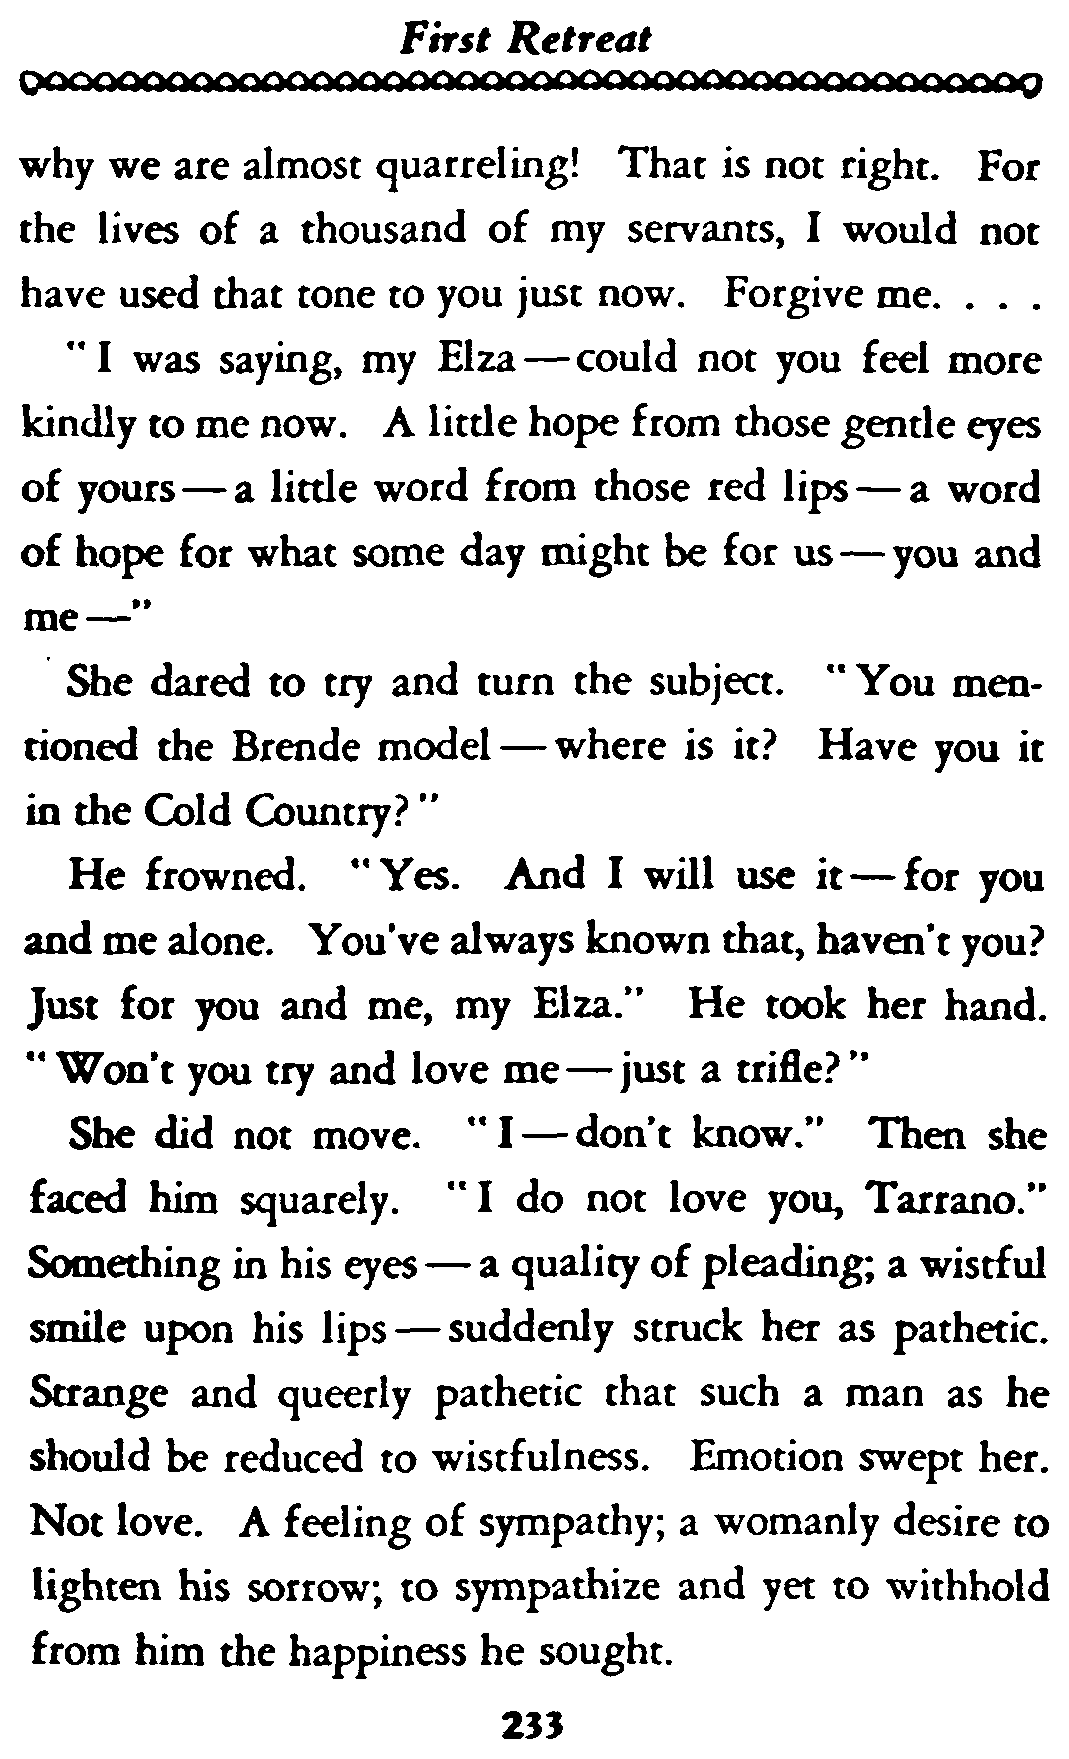 First Retreat
why we are almost quarreling! That is not right. For
the lives of a thousand of my servants, I would not
have used that tone to you just now. Forgive me. . . .
"I was saying, my Elza—could not you feel more
kindly to me now. A little hope from those gentle eyes
of yours—a little word from those red lips—a word
of hope for what some day might be for us—you and
me—"
She dared to try and turn the subject. "You men-
tioned the Brende model—where is it? Have you it
in the Cold Country?"
He frowned. "Yes. And I will use it—for you
and me alone. You've always known that, haven't you?
Just for you and me, my Elza." He took her hand.
"Won't you try and love me—just a trifle?"
She did not move. "I—don't know." Then she
faced him squarely. "I do not love you, Tarrano."
Something in his eyes—a quality of pleading; a wistful
smile upon his lips—suddenly struck her as pathetic.
Strange and queerly pathetic that such a man as he
should be reduced to wistfulness. Emotion swept her.
Not love. A feeling of sympathy; a womanly desire to
lighten his sorrow; to sympathize and yet to withhold
from him the happiness he sought.
233